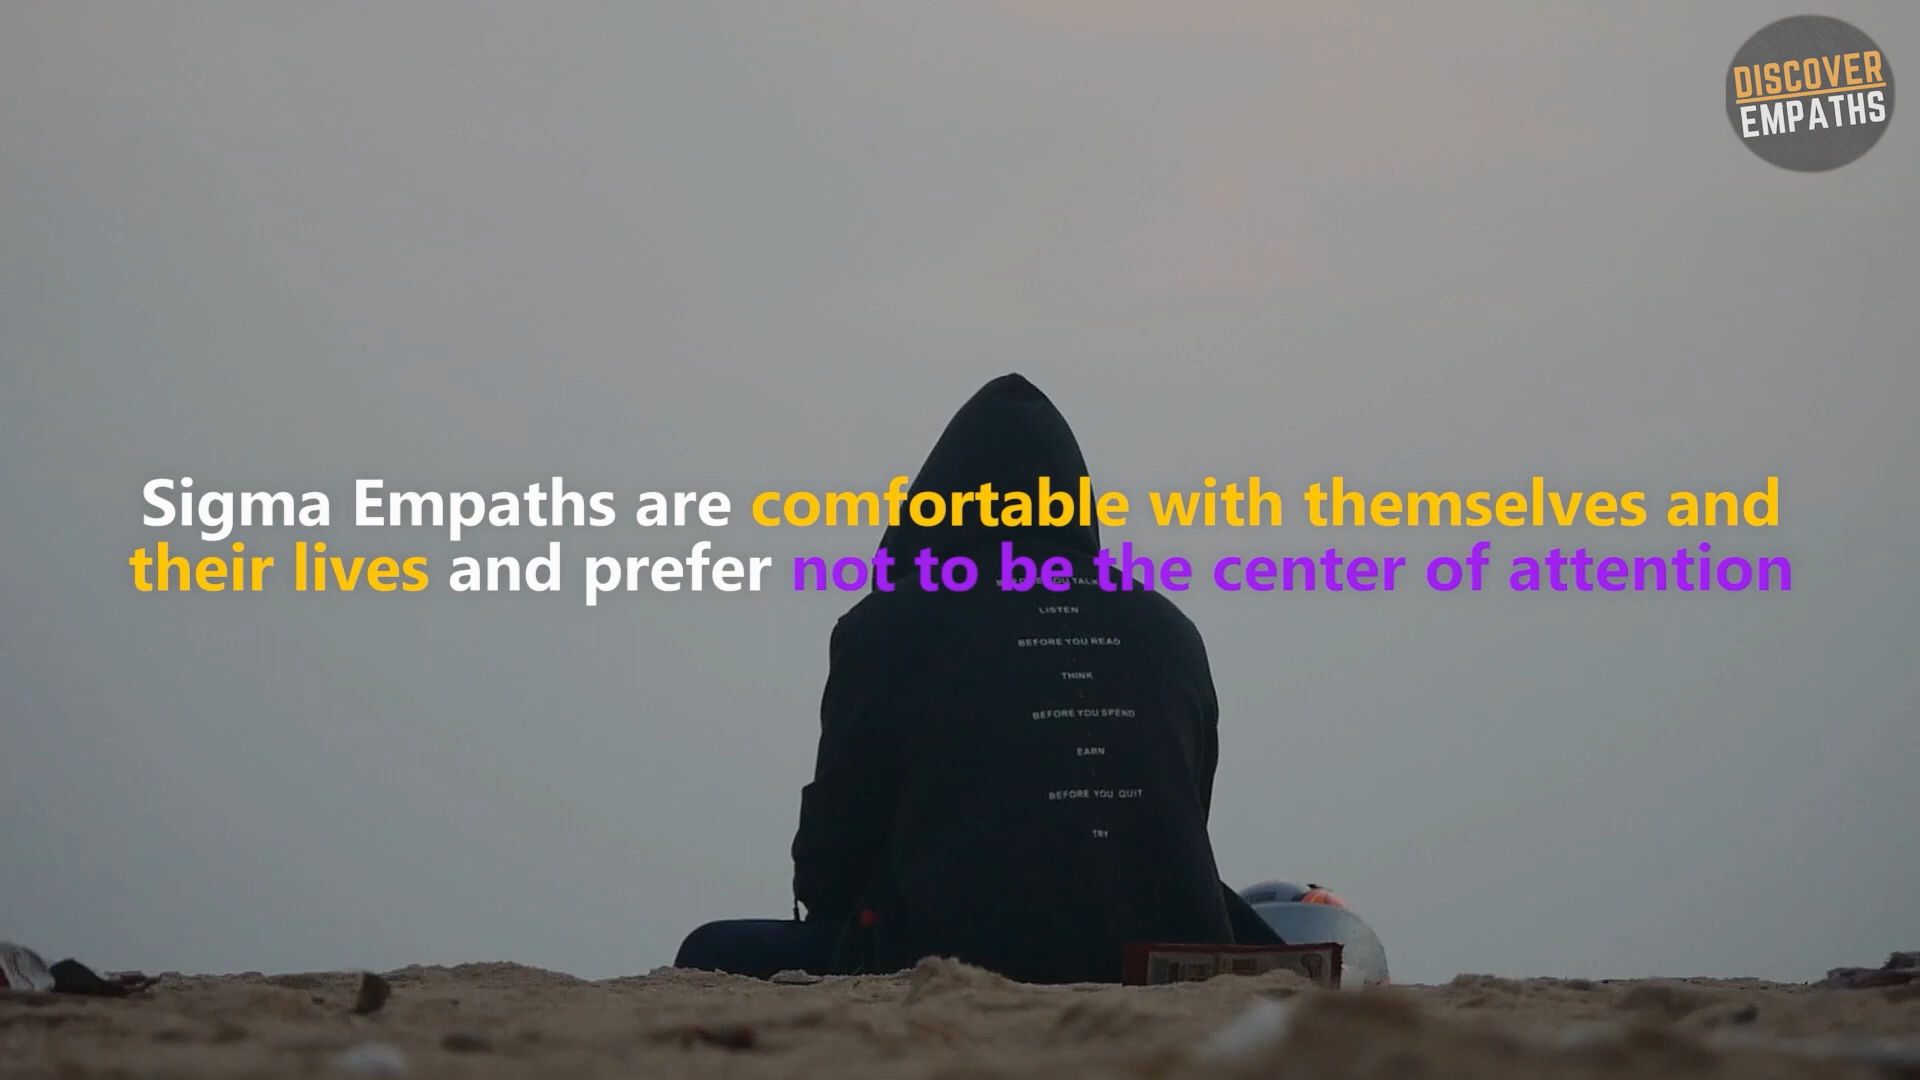 DISCOVER
EMPATHS
Sigma Empaths are comfortable with themselves and
their lives and prefer not to be the center of attention
LISTEN
BEFORE YOU READ
THINK
BEFORE YOU SPEND
EARN
BEFORE YOU QUIT
TRY